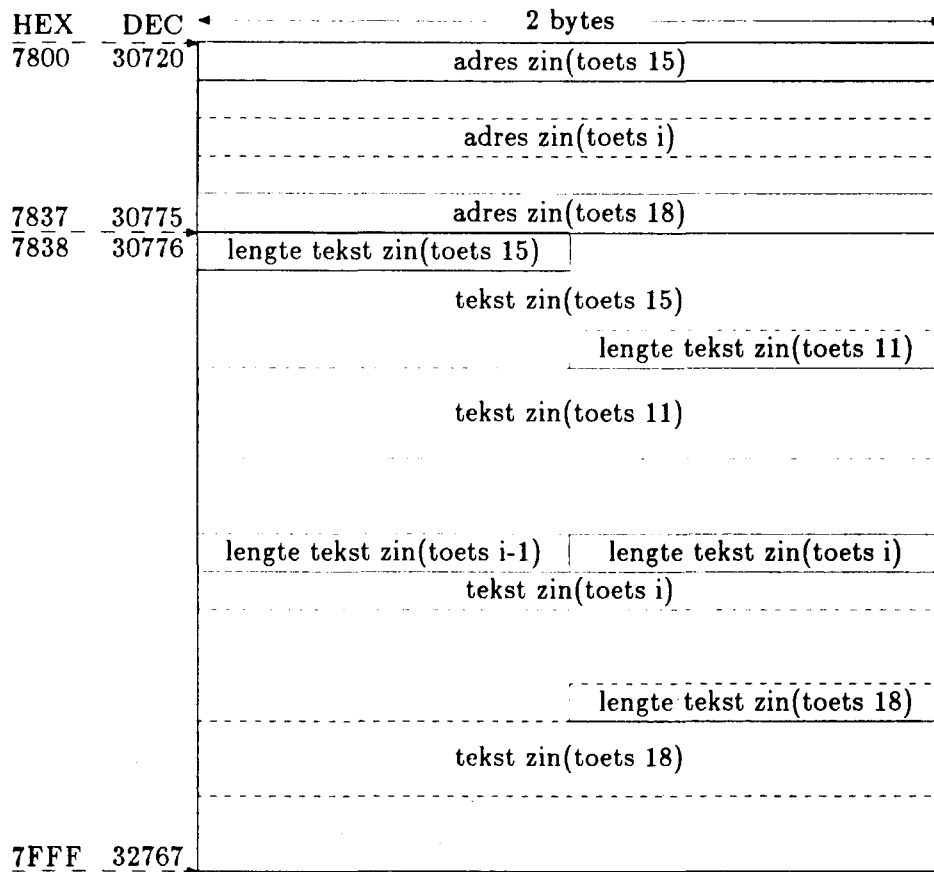 HEX DEC 2 bytes
7800 30720 adres zin(toets 15)
adres zin(toets i)
7837 30775 adres zin(toets 18)
7838 30776 lengte tekst zin(toets 15)
tekst zin(toets 15)
lengte tekst zin(toets 11)
tekst zin(toets 11)
lengte tekst zin(toets i-1) lengte tekst zin(toets i)
tekst zin(toets i)
lengte tekst zin(toets 18)
tekst zin(toets 18)
7FFF 32767